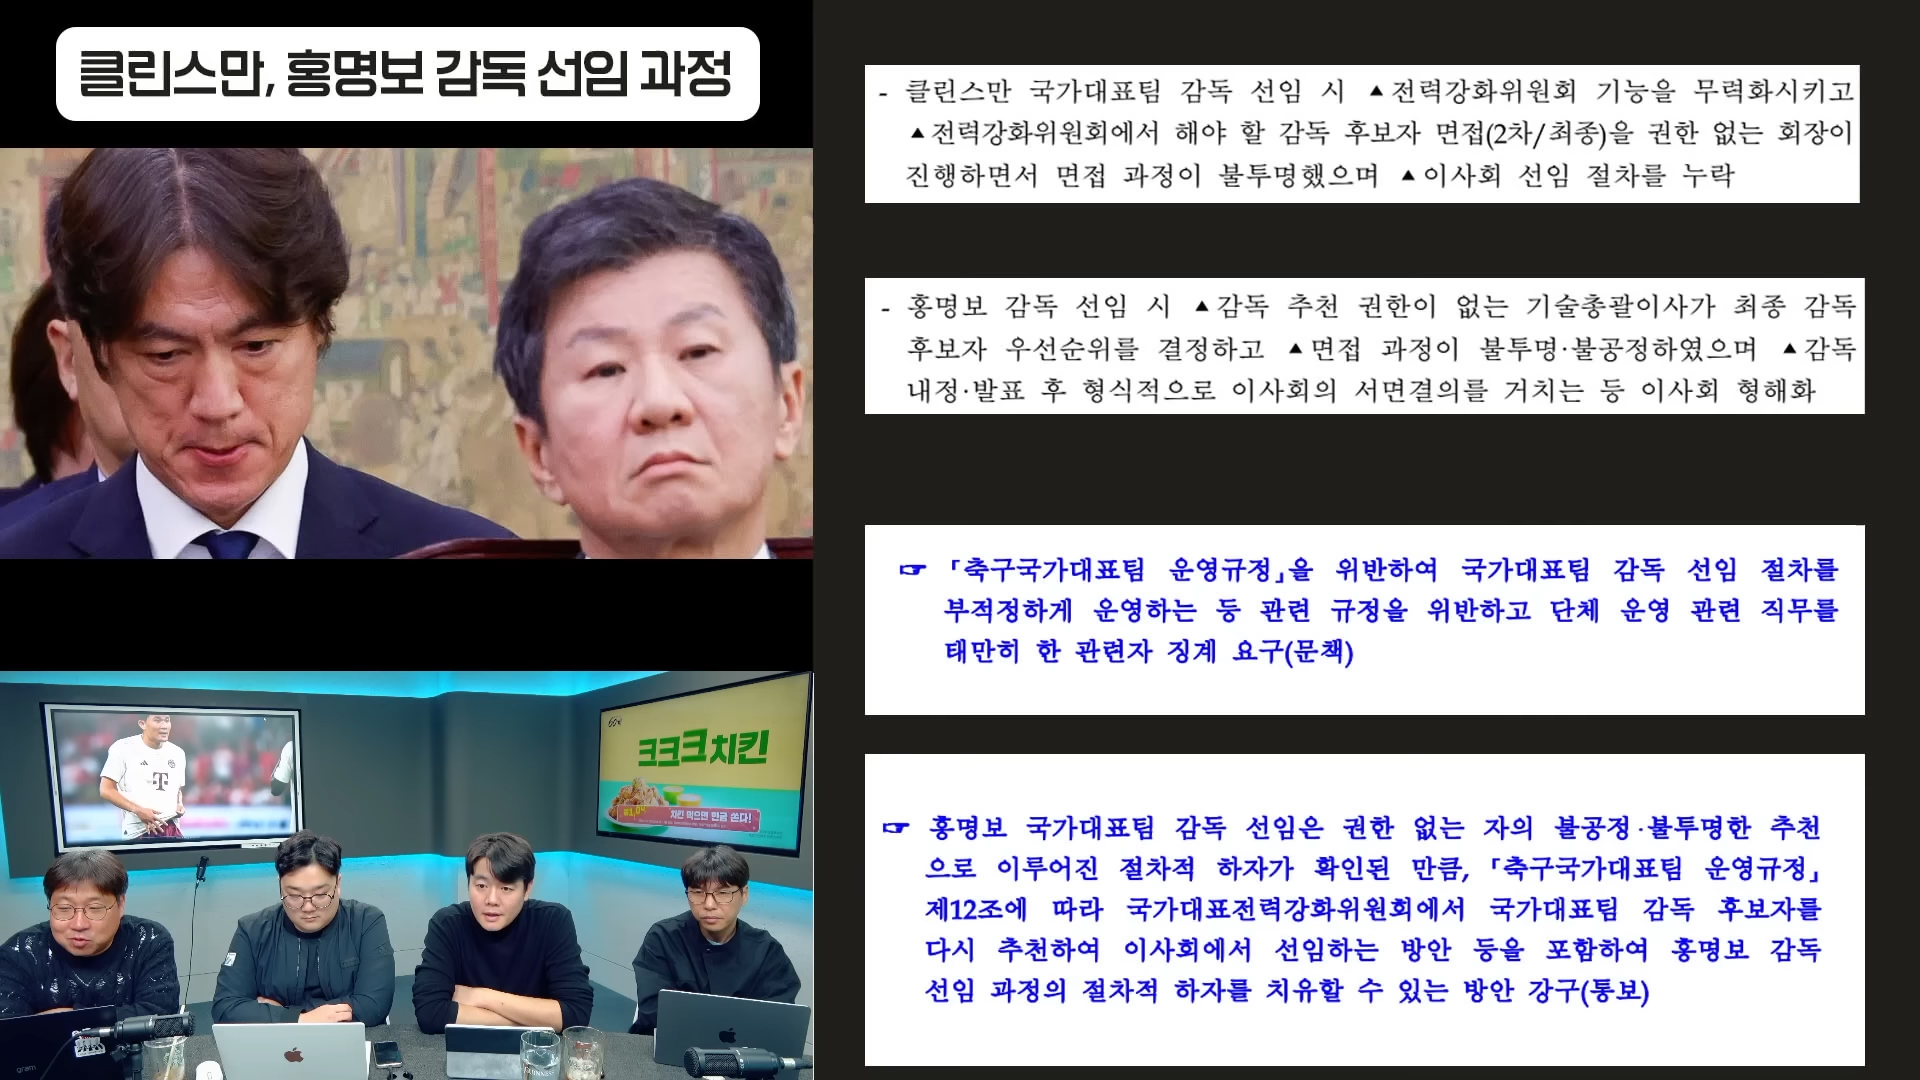 클린스만, 홍명보 감독 선임 과정
- 클린스만 국가대표팀 감독 선임 시 ▲전력강화위원회 기능을 무력화시키고
▲전력강화위원회에서 해야 할 감독 후보자 면접(2차/최종)을 권한 없는 회장이
진행하면서 면접 과정이 불투명했으며 ▲이사회 선임 절차를 누락
- 홍명보 감독 선임 시 ▲감독 추천 권한이 없는 기술총괄이사가 최종 감독
후보자 우선순위를 결정하고 ▲면접 과정이 불투명·불공정하였으며 ▲감독
내정·발표 후 형식적으로 이사회의 서면결의를 거치는 등 이사회 형해화
☞ 「축구국가대표팀 운영규정」을 위반하여 국가대표팀 감독 선임 절차를
부적정하게 운영하는 등 관련 규정을 위반하고 단체 운영 관련 직무를
태만히 한 관련자 징계 요구(문책)
☞ 홍명보 국가대표팀 감독 선임은 권한 없는 자의 불공정·불투명한 추천
으로 이루어진 절차적 하자가 확인된 만큼, 「축구국가대표팀 운영규정」
제12조에 따라 국가대표전력강화위원회에서 국가대표팀 감독 후보자를
다시 추천하여 이사회에서 선임하는 방안 등을 포함하여 홍명보 감독
선임 과정의 절차적 하자를 치유할 수 있는 방안 강구(통보)
크크크치킨
치킨 먹으면 현금 쏜다!
T
gram
GUINNESS